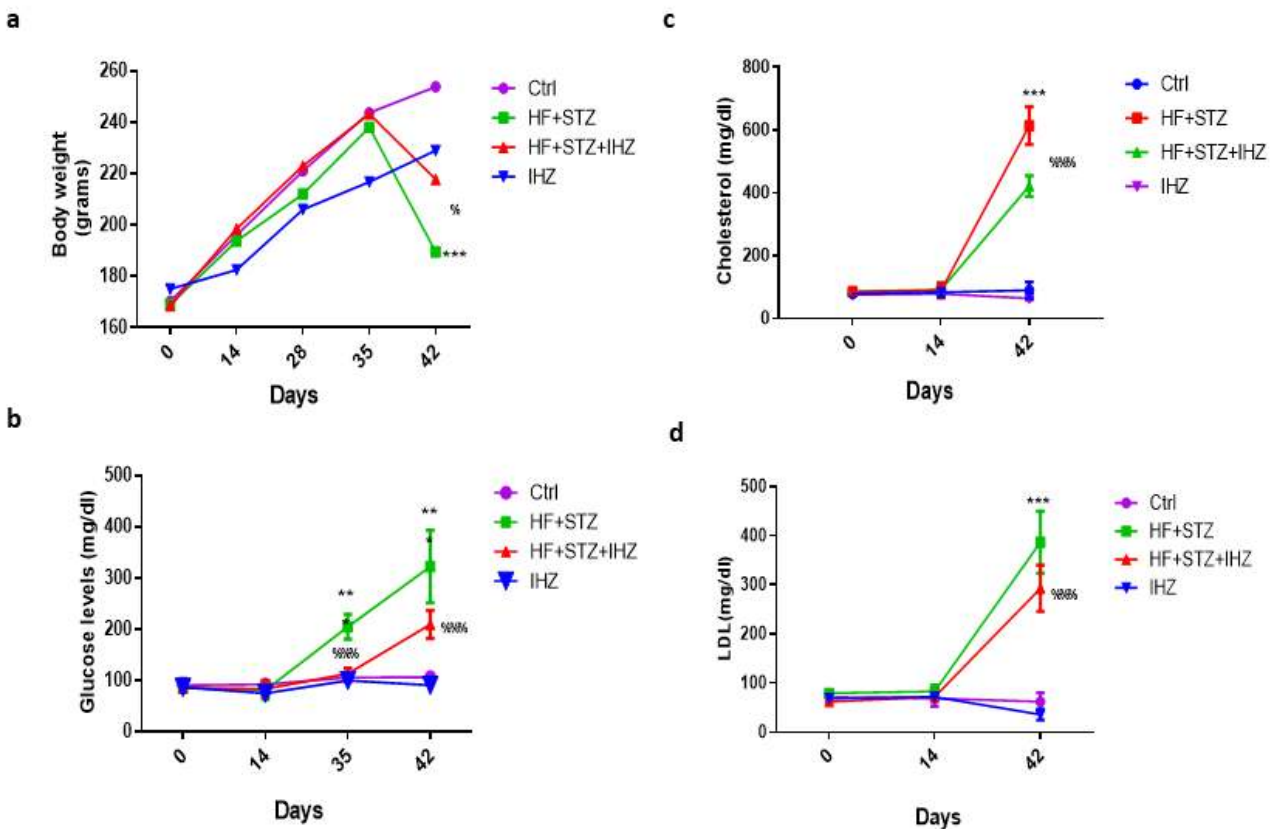 a
260
240
220
200
180
160
Body weight
(grams)
0
14
28
35
42
Days
Ctrl
HF+STZ
HF+STZ+IHZ
IHZ
%
***
b
500
400
300
200
100
0
Glucose levels (mg/dl)
0
14
35
42
Days
Ctrl
HF+STZ
HF+STZ+IHZ
IHZ
**
*
%%%
**
*
%%%
c
800
600
400
200
0
Cholesterol (mg/dl)
0
14
42
Days
Ctrl
HF+STZ
HF+STZ+IHZ
IHZ
***
%%%
d
500
400
300
200
100
0
LDL(mg/dl)
0
14
42
Days
Ctrl
HF+STZ
HF+STZ+IHZ
IHZ
***
%%%